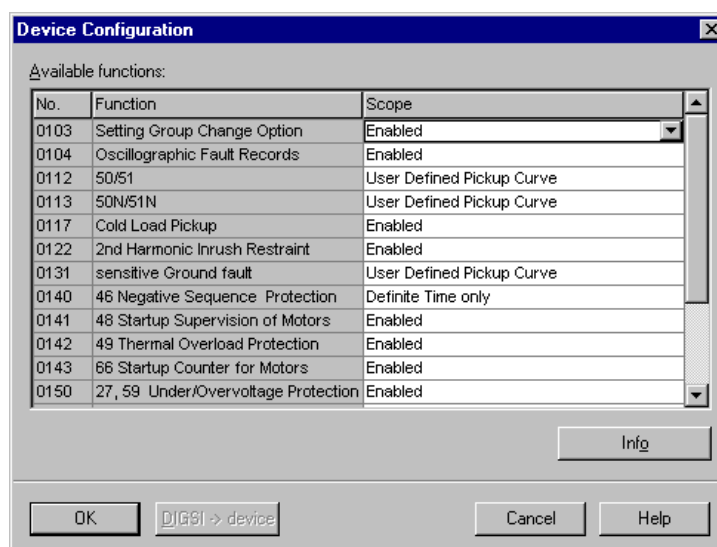 Device Configuration
Available functions:
No. Function Scope
0103 Setting Group Change Option Enabled
0104 Oscillographic Fault Records Enabled
0112 50/51 User Defined Pickup Curve
0113 50N/51N User Defined Pickup Curve
0117 Cold Load Pickup Enabled
0122 2nd Harmonic Inrush Restraint Enabled
0131 sensitive Ground fault User Defined Pickup Curve
0140 46 Negative Sequence Protection Definite Time only
0141 48 Startup Supervision of Motors Enabled
0142 49 Thermal Overload Protection Enabled
0143 66 Startup Counter for Motors Enabled
0150 27, 59 Under/Overvoltage Protection Enabled
Info
OK DIGSI -> device Cancel Help